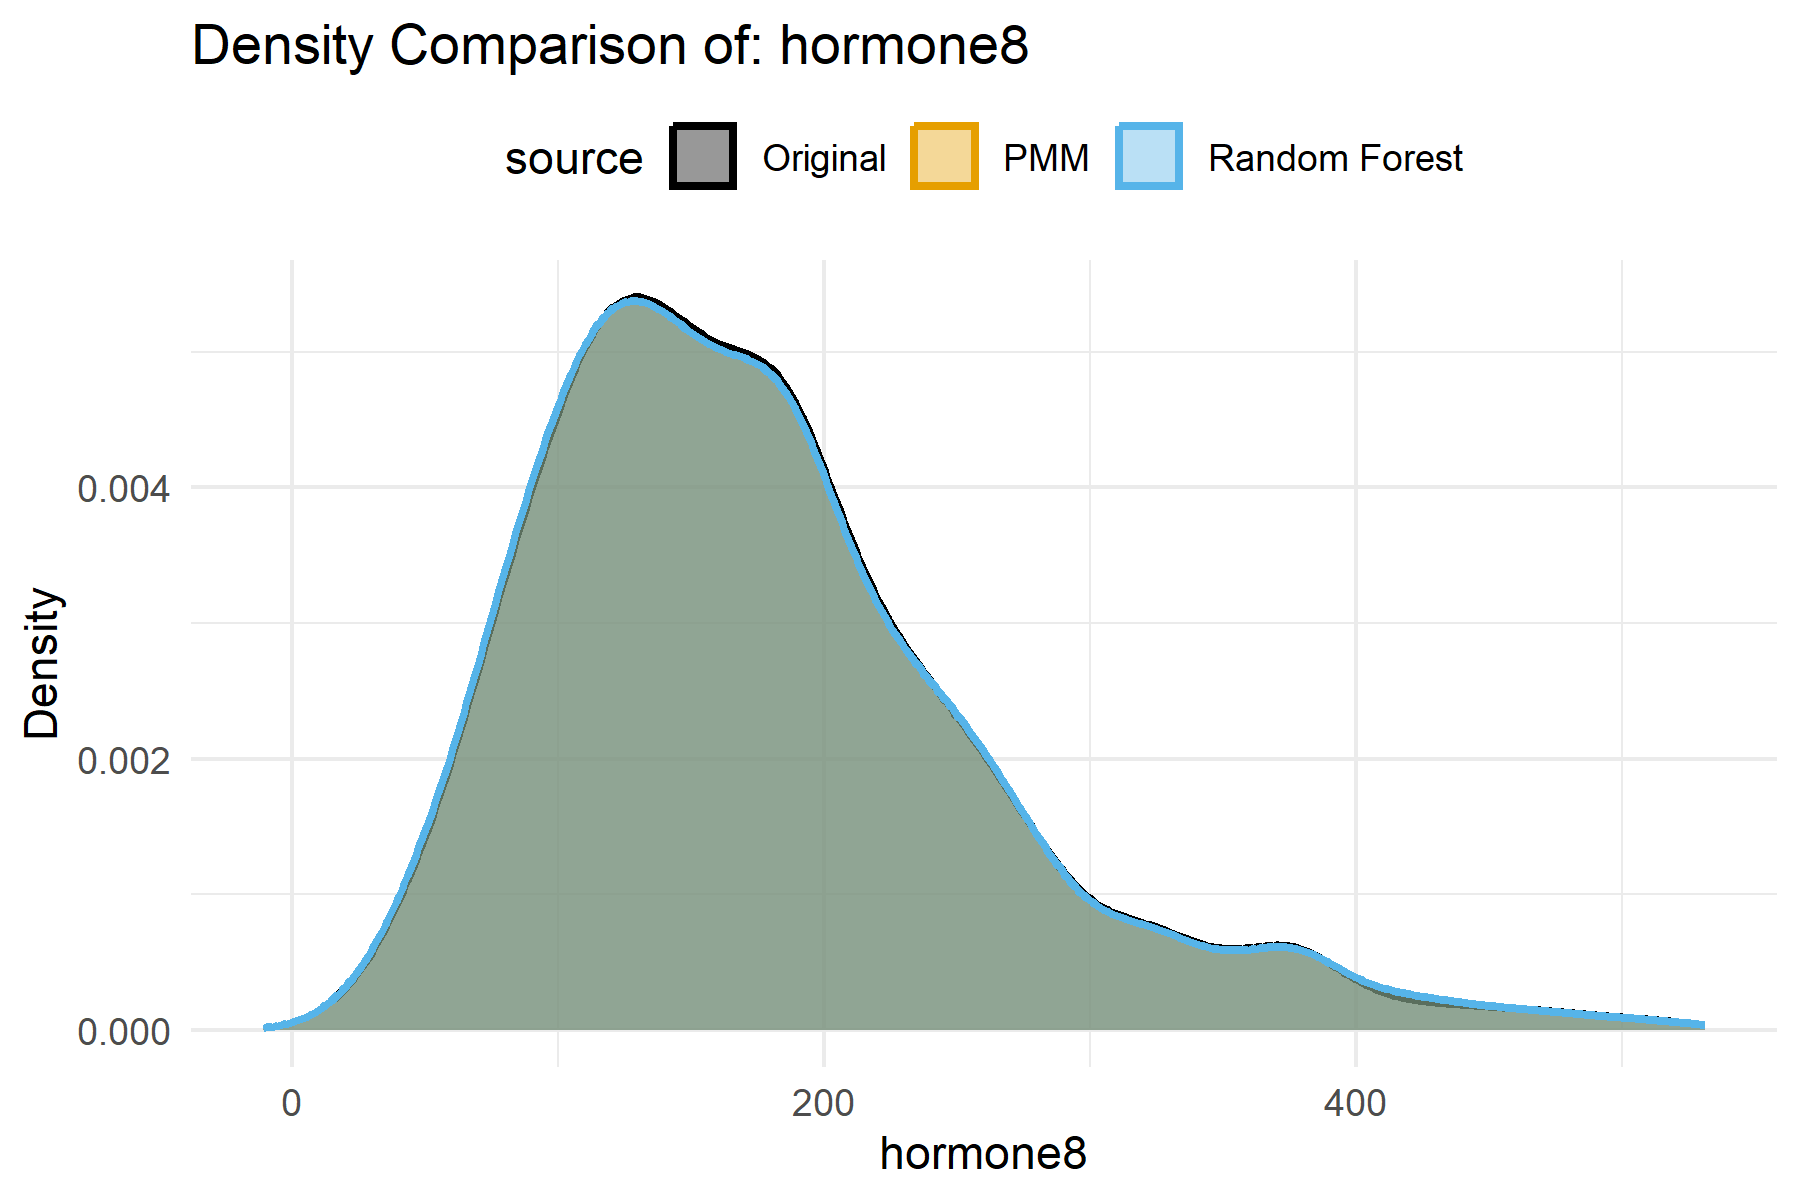 Density Comparison of: hormone8
source Original PMM Random Forest
Density
0.004
0.002
0.000
0 200 400
hormone8